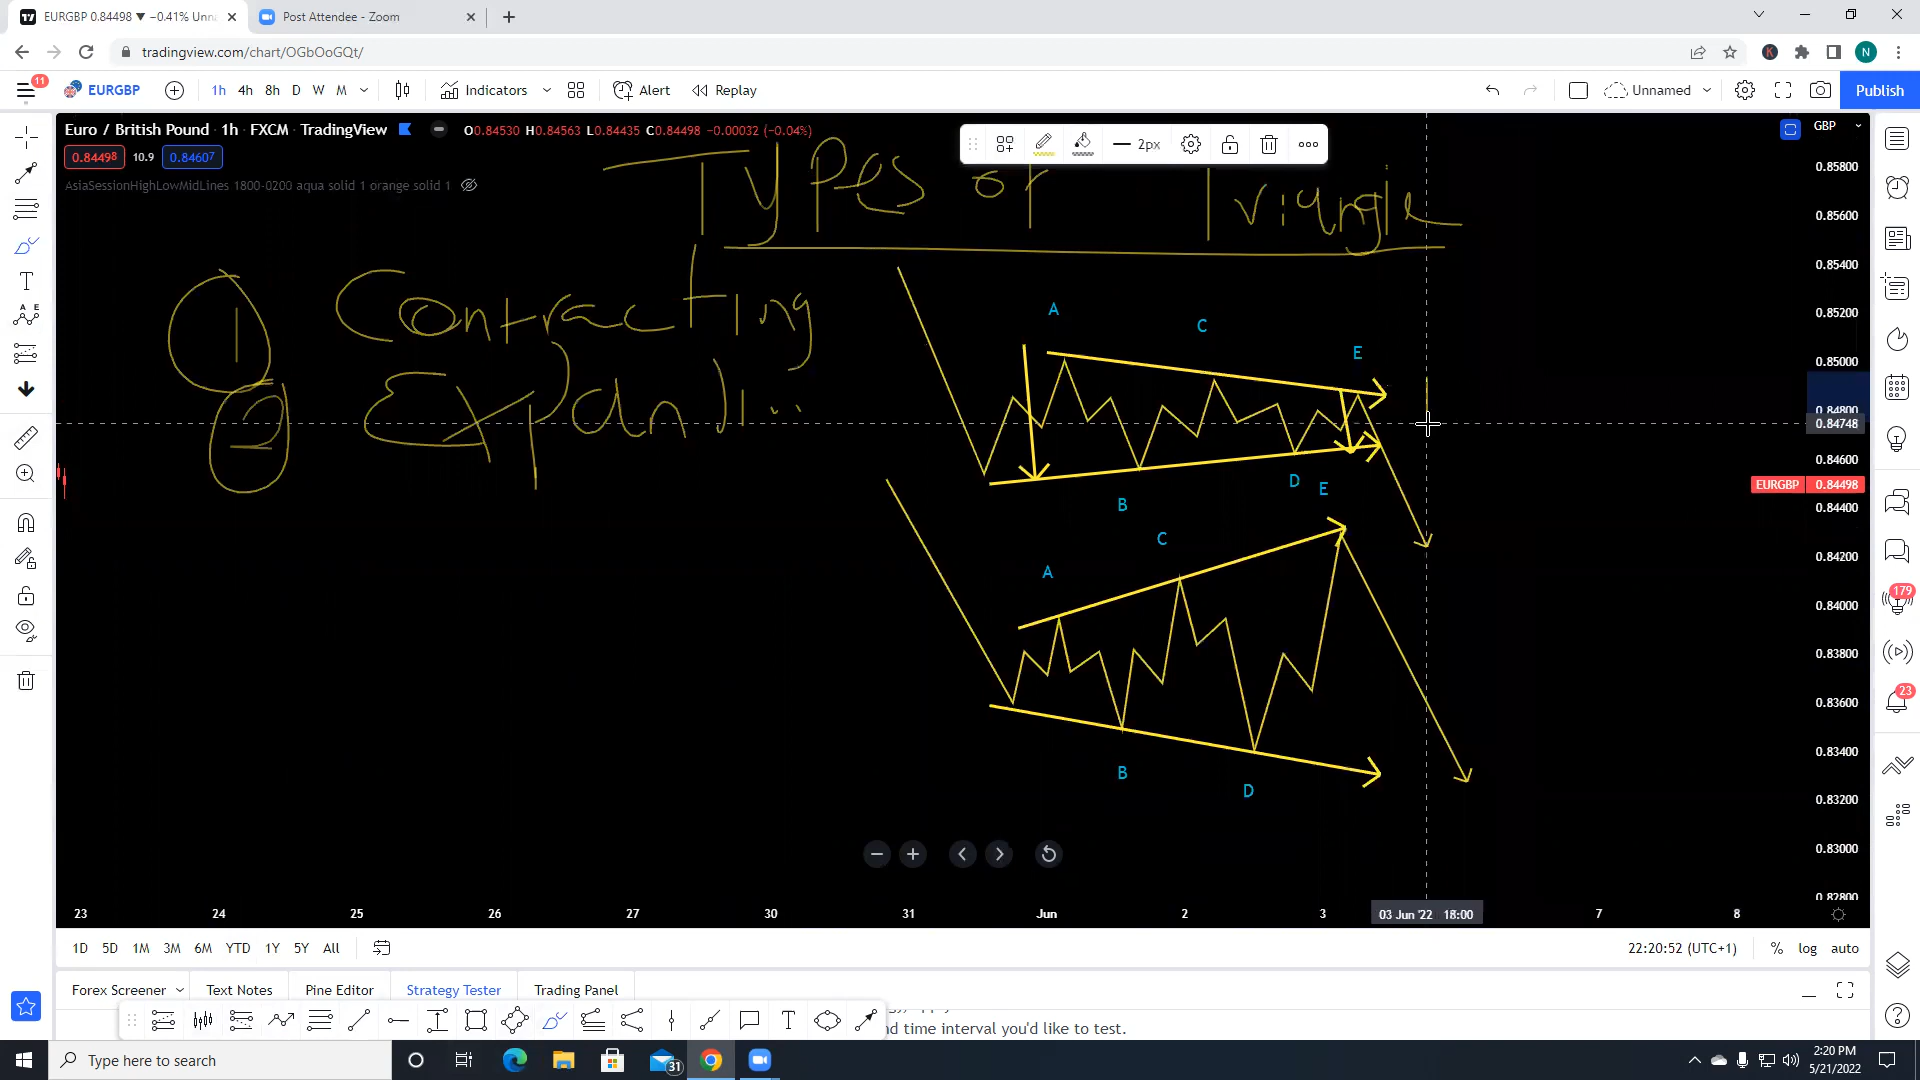 EURGBP 0.84498 ▼ −0.41% Unna
Post Attendee - Zoom
tradingview.com/chart/OGbOoGQt/
N
11
EURGBP
1h 4h 8h D W M
Indicators
Alert
Replay
Unnamed
Publish
Euro / British Pound · 1h · FXCM · TradingView
O0.84530 H0.84563 L0.84435 C0.84498 −0.00032 (−0.04%)
0.84498 10.9 0.84607
AsiaSessionHighLowMidLines 1800-0200 aqua solid 1 orange solid 1
2px
GBP
Types of Triangle
1 Contracting
2 Expandi
A
C
E
B
D
E
C
A
B
D
0.85800
0.85600
0.85400
0.85200
0.85000
0.84800
0.84748
0.84600
EURGBP 0.84498
0.84400
0.84200
0.84000
0.83800
0.83600
0.83400
0.83200
0.83000
0.82800
179
23
23 24 25 26 27 30 31 Jun 2 3 03 Jun '22 18:00 7 8
1D 5D 1M 3M 6M YTD 1Y 5Y All
22:20:52 (UTC+1) % log auto
Forex Screener Text Notes Pine Editor Strategy Tester Trading Panel
nd time interval you'd like to test.
Type here to search
31
2:20 PM
5/21/2022